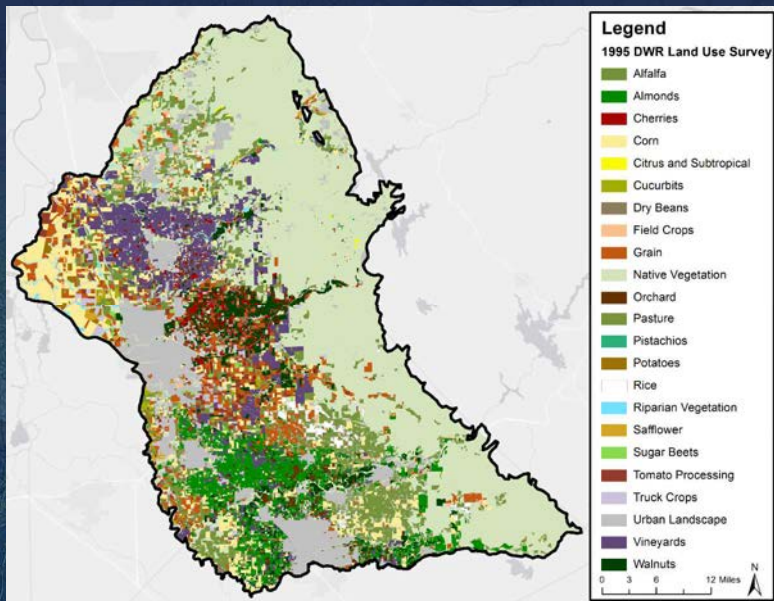 Legend
1995 DWR Land Use Survey
Alfalfa
Almonds
Cherries
Corn
Citrus and Subtropical
Cucurbits
Dry Beans
Field Crops
Grain
Native Vegetation
Orchard
Pasture
Pistachios
Potatoes
Rice
Riparian Vegetation
Safflower
Sugar Beets
Tomato Processing
Truck Crops
Urban Landscape
Vineyards
Walnuts
N
0 3 6 12 Miles